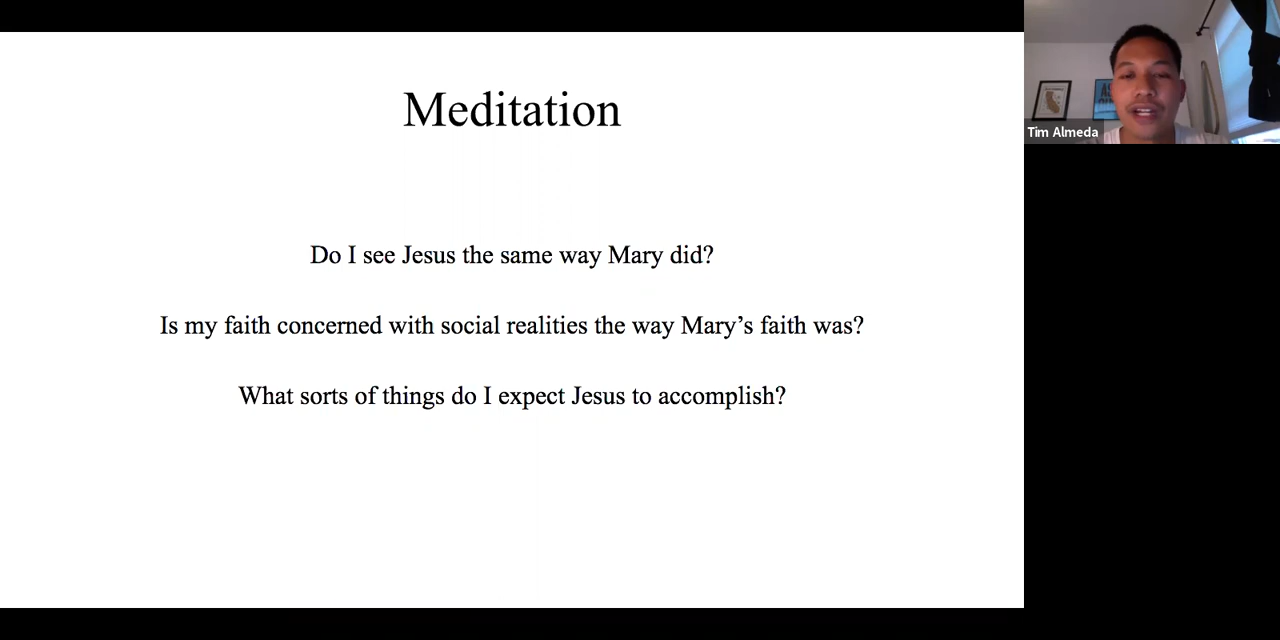 Meditation
Do I see Jesus the same way Mary did?
Is my faith concerned with social realities the way Mary’s faith was?
What sorts of things do I expect Jesus to accomplish?
Tim Almeda